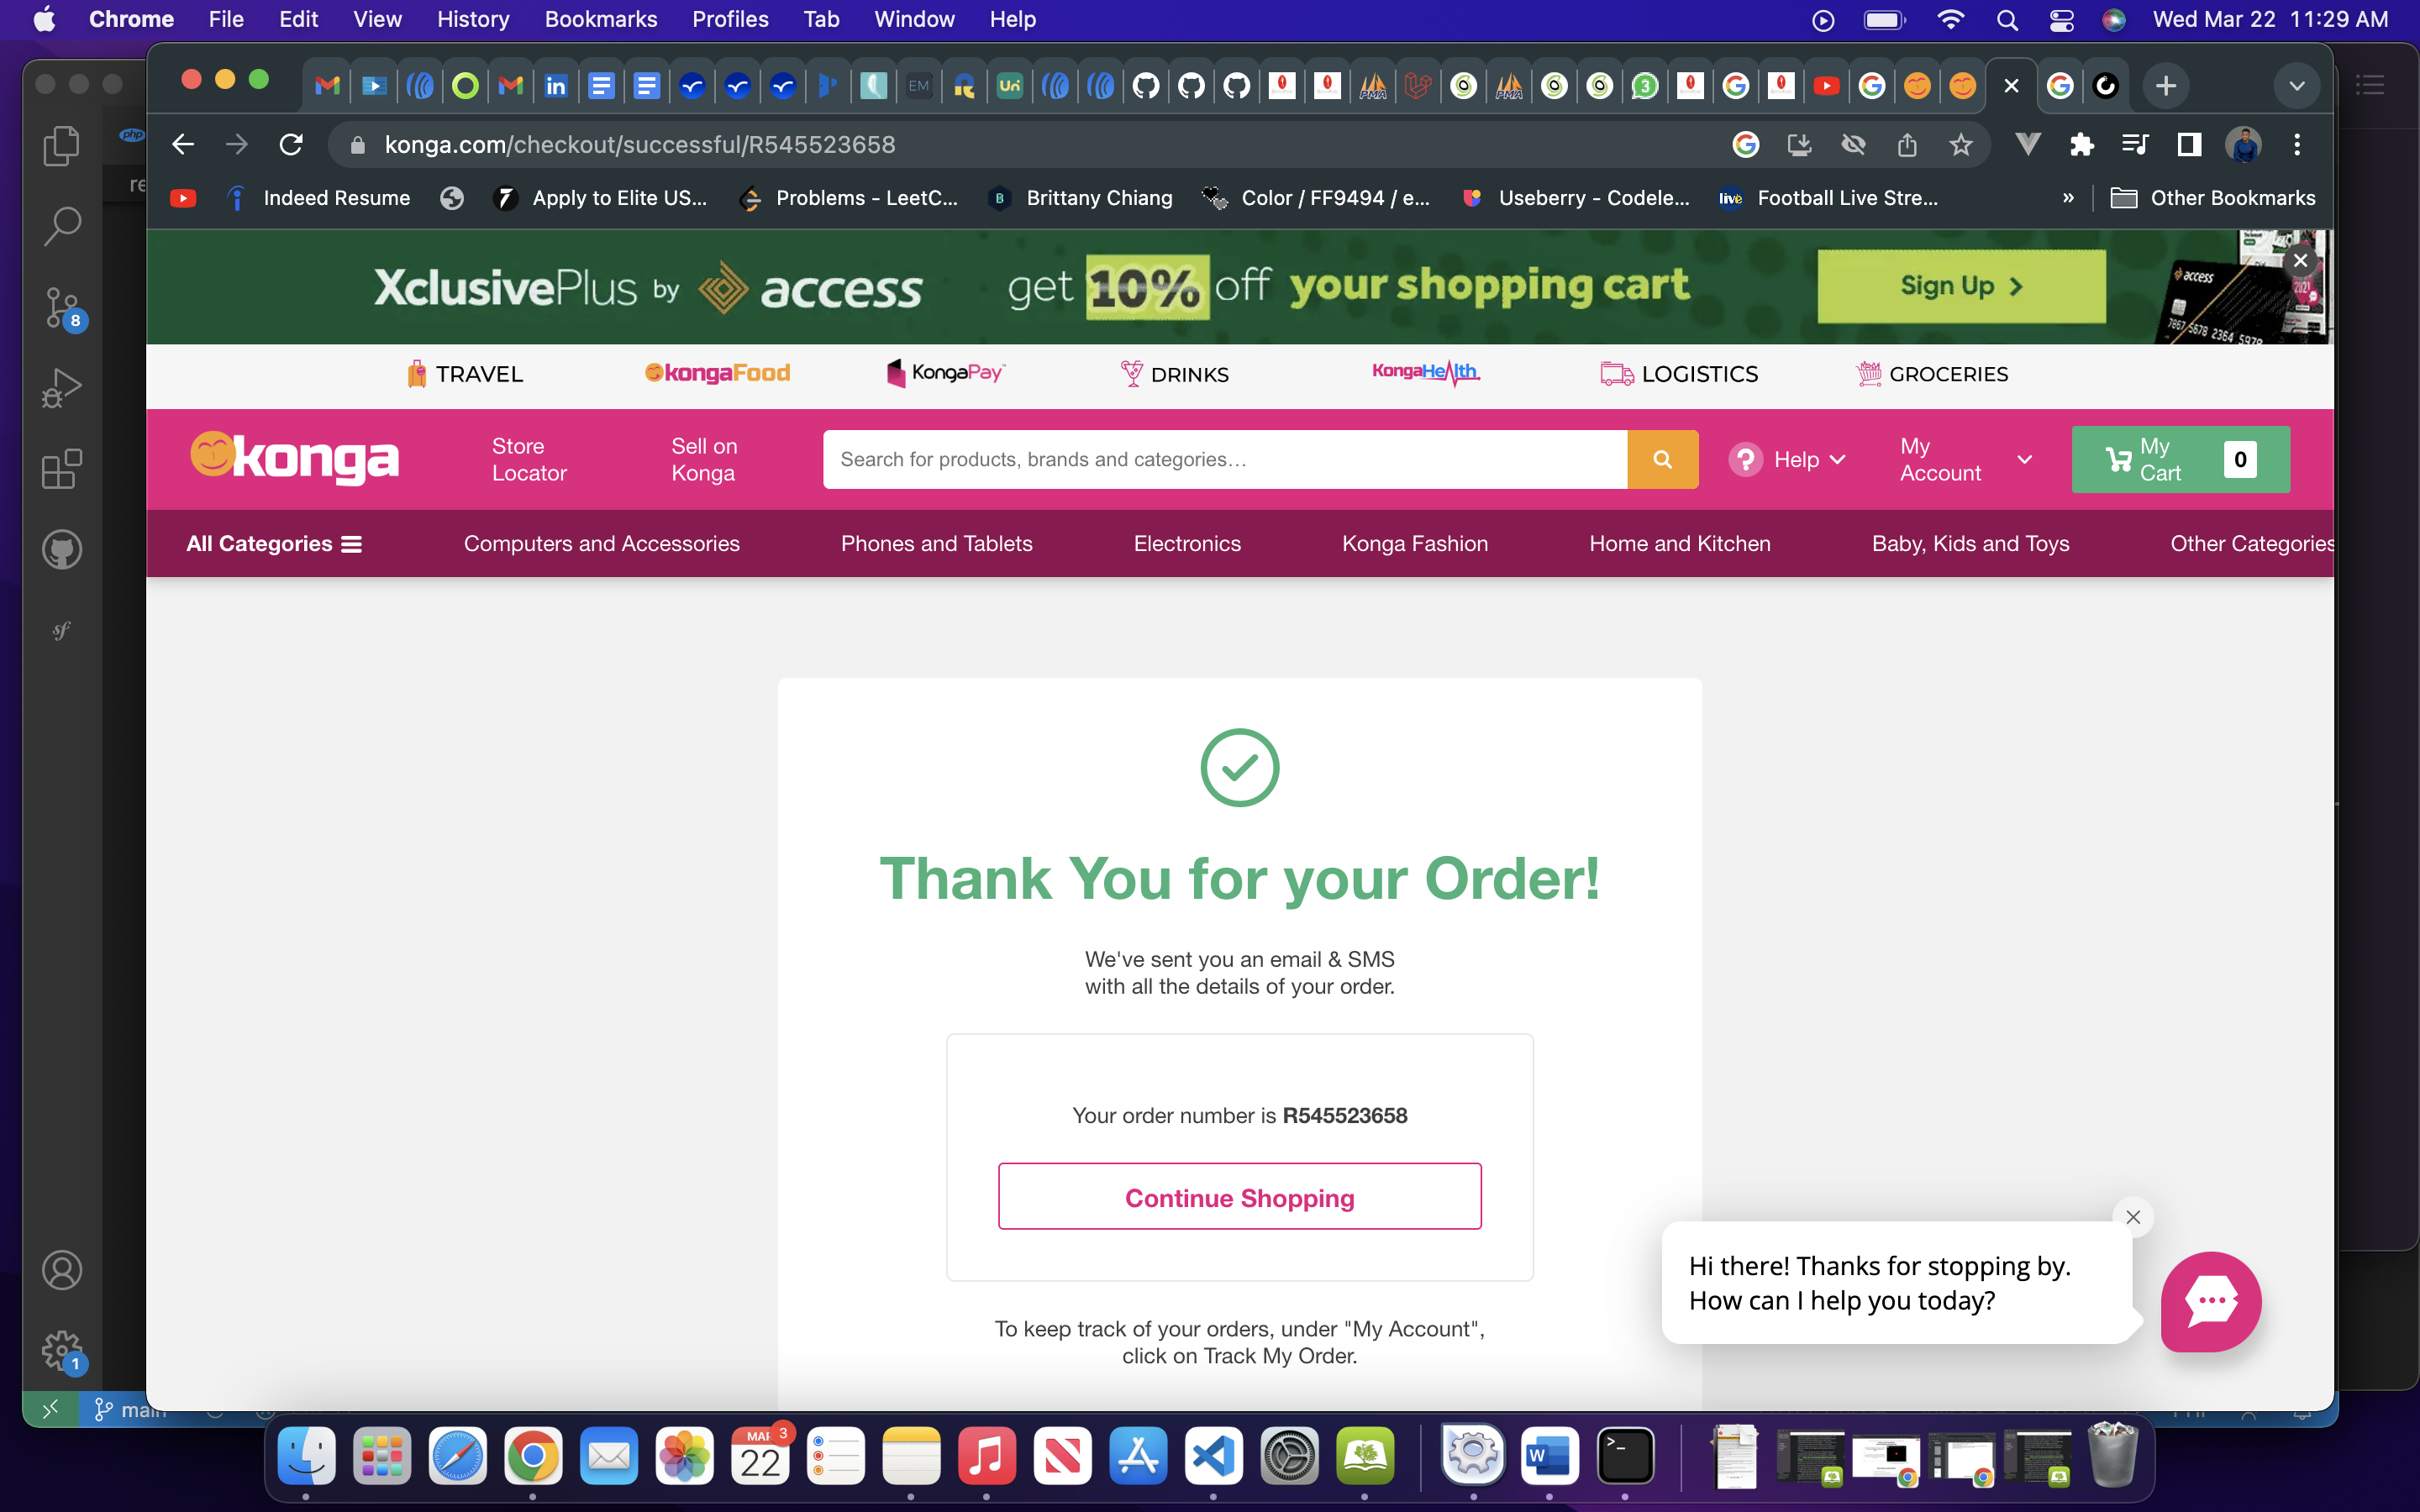 Chrome File Edit View History Bookmarks Profiles Tab Window Help Wed Mar 22 11:29 AM
konga.com/checkout/successful/R545523658
Indeed Resume Apply to Elite US... Problems - LeetC... Brittany Chiang Color / FF9494 / e... Useberry - Codele... Football Live Stre... » Other Bookmarks
XclusivePlus by access get 10% off your shopping cart Sign Up >
TRAVEL kongaFood KongaPay DRINKS KongaHealth. LOGISTICS GROCERIES
konga
Store
Locator
Sell on
Konga
Search for products, brands and categories...
Help
My
Account
My
Cart
0
All Categories Computers and Accessories Phones and Tablets Electronics Konga Fashion Home and Kitchen Baby, Kids and Toys Other Categories
Thank You for your Order!
We've sent you an email & SMS
with all the details of your order.
Your order number is R545523658
Continue Shopping
To keep track of your orders, under "My Account",
click on Track My Order.
Hi there! Thanks for stopping by.
How can I help you today?
8
1
main
MAR
22
3